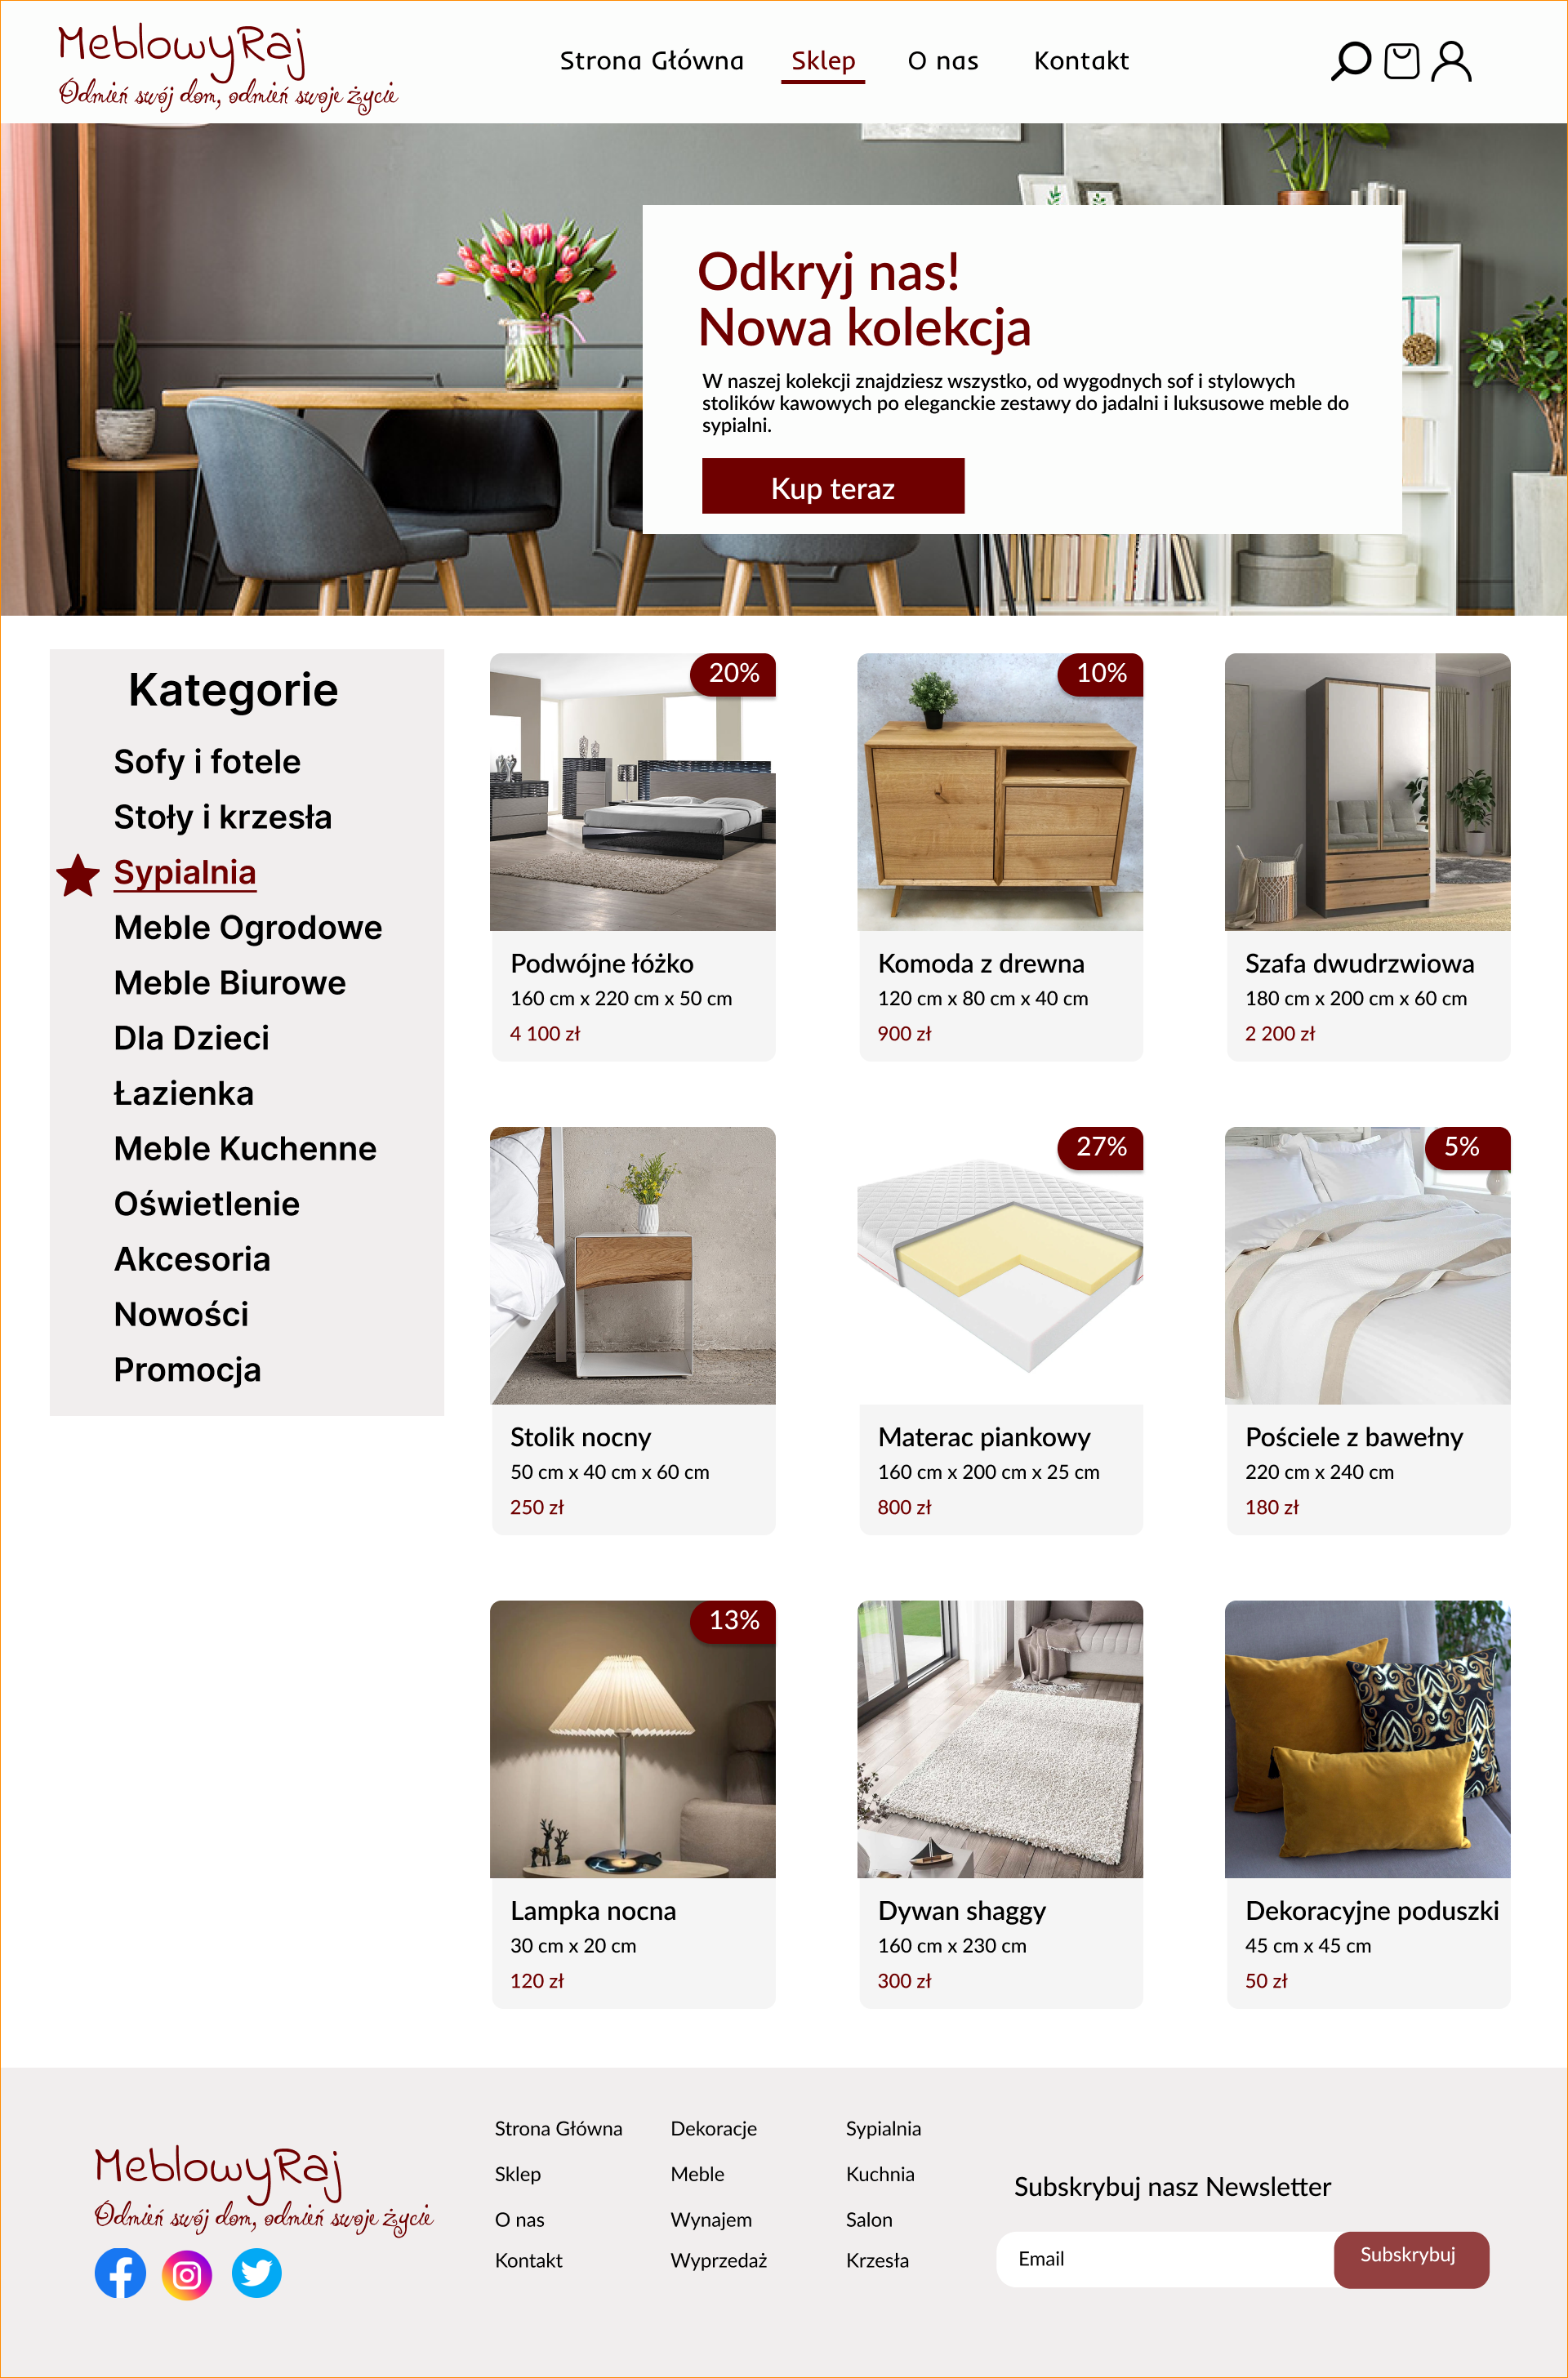 MeblowyRaj
Odmień swój dom, odmień swoje życie
Strona Główna
Sklep
O nas
Kontakt
Odkryj nas!
Nowa kolekcja
W naszej kolekcji znajdziesz wszystko, od wygodnych sof i stylowych
stolików kawowych po eleganckie zestawy do jadalni i luksusowe meble do
sypialni.
Kup teraz
Kategorie
Sofy i fotele
Stoły i krzesła
Sypialnia
Meble Ogrodowe
Meble Biurowe
Dla Dzieci
Łazienka
Meble Kuchenne
Oświetlenie
Akcesoria
Nowości
Promocja
20%
Podwójne łóżko
160 cm x 220 cm x 50 cm
4 100 zł
10%
Komoda z drewna
120 cm x 80 cm x 40 cm
900 zł
Szafa dwudrzwiowa
180 cm x 200 cm x 60 cm
2 200 zł
Stolik nocny
50 cm x 40 cm x 60 cm
250 zł
27%
Materac piankowy
160 cm x 200 cm x 25 cm
800 zł
5%
Pościele z bawełny
220 cm x 240 cm
180 zł
13%
Lampka nocna
30 cm x 20 cm
120 zł
Dywan shaggy
160 cm x 230 cm
300 zł
Dekoracyjne poduszki
45 cm x 45 cm
50 zł
MeblowyRaj
Odmień swój dom, odmień swoje życie
Strona Główna
Sklep
O nas
Kontakt
Dekoracje
Meble
Wynajem
Wyprzedaż
Sypialnia
Kuchnia
Salon
Krzesła
Subskrybuj nasz Newsletter
Email
Subskrybuj